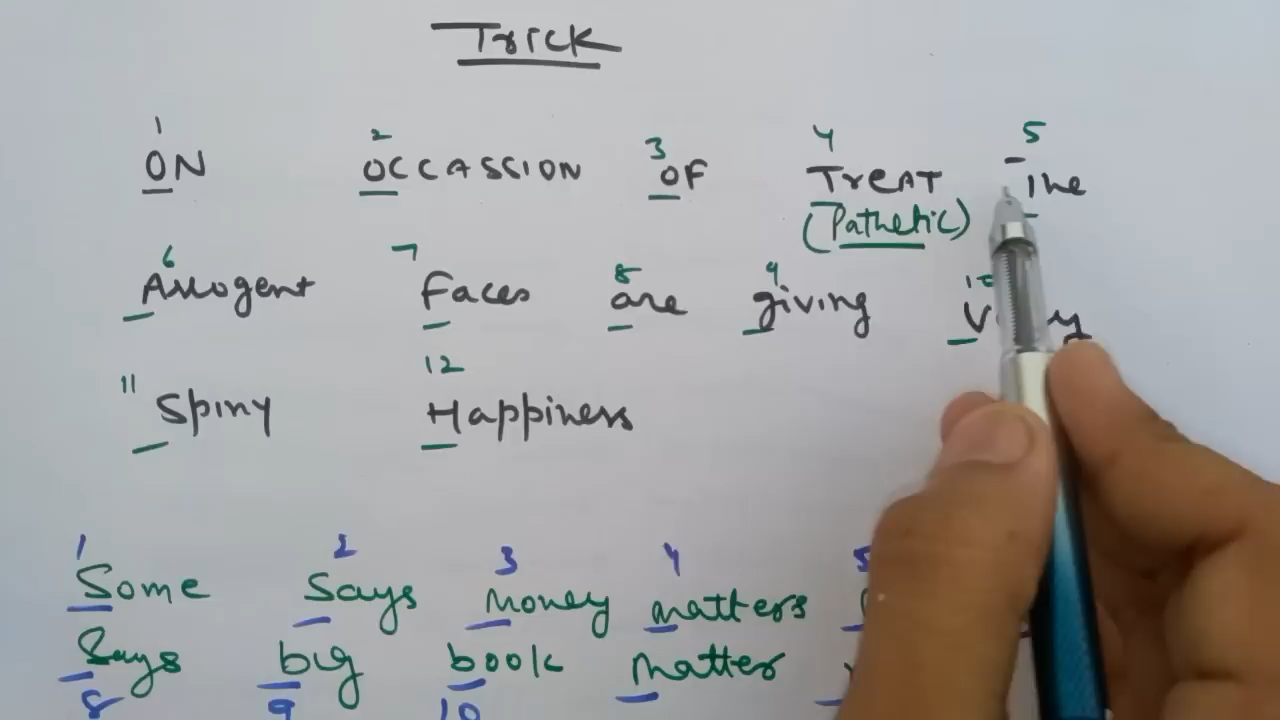 Trick
1 2 3 4 5
ON OCCASSION OF TREAT The
(Pathetic)
6 7 8 9 10
Arrogent Faces are giving
11 12
Spiny Happiness
1 2 3 4 5
Some Says Money matters
Says big book matter
8 9 10